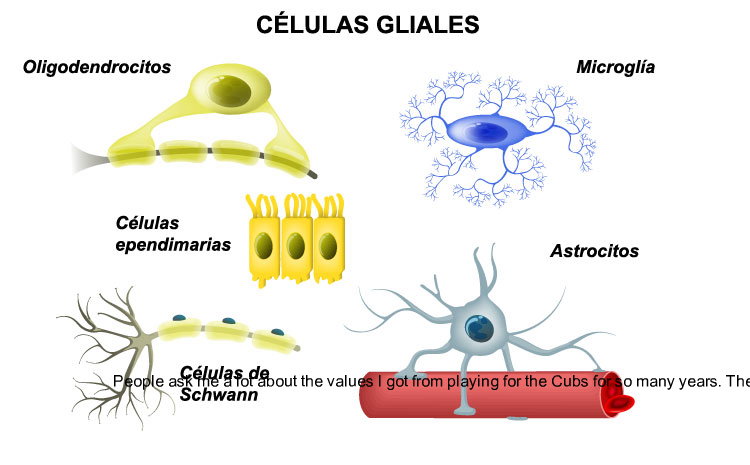 CÉLULAS GLIALES
Oligodendrocitos
Microglía
Células
ependimarias
Astrocitos
Células de
Schwann
People ask me a lot about the values I got from playing for the Cubs for so many years. The